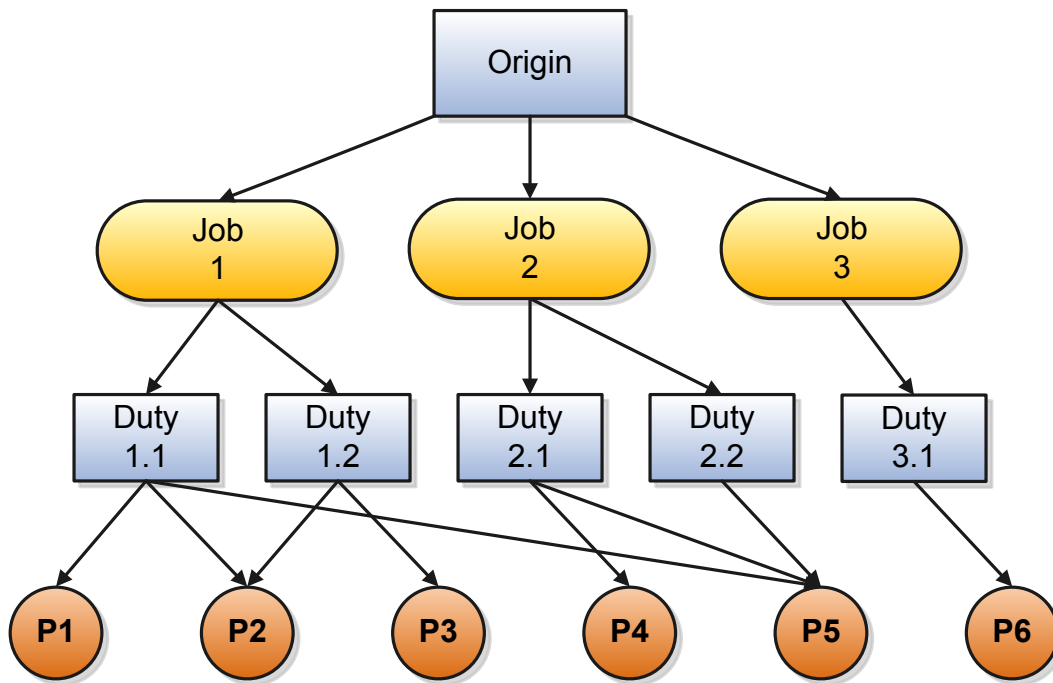 Origin
Job
1
Job
2
Job
3
Duty
1.1
Duty
1.2
Duty
2.1
Duty
2.2
Duty
3.1
P1
P2
P3
P4
P5
P6